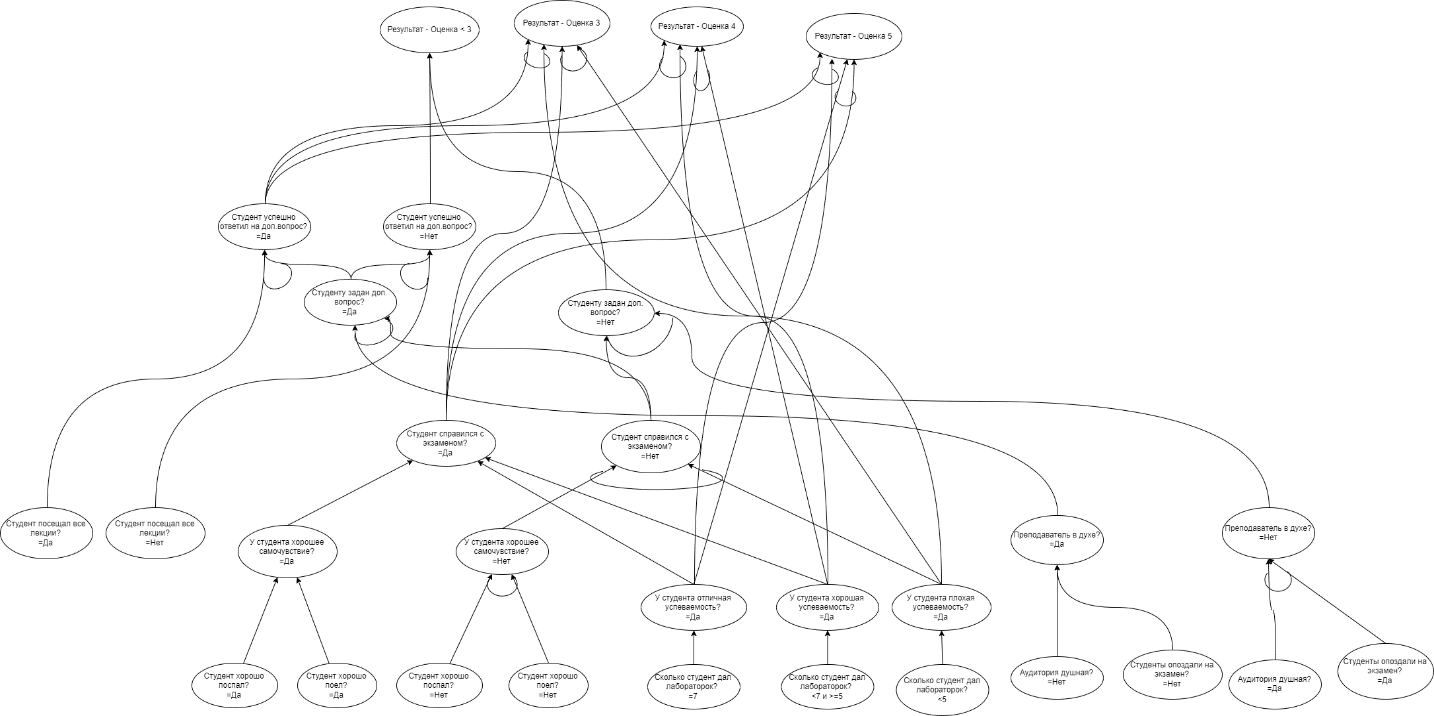 Результат - Оценка < 3
Результат - Оценка 3
Результат - Оценка 4
Результат - Оценка 5
Студент успешно
ответил на доп.вопрос?
=Да
Студент успешно
ответил на доп.вопрос?
=Нет
Студенту задан доп.
вопрос?
=Да
Студенту задан доп.
вопрос?
=Нет
Студент справился с
экзаменом?
=Да
Студент справился с
экзаменом?
=Нет
Студент посещал все
лекции?
=Да
Студент посещал все
лекции?
=Нет
У студента хорошее
самочувствие?
=Да
У студента хорошее
самочувствие?
=Нет
Преподаватель в духе?
=Да
Преподаватель в духе?
=Нет
У студента отличная
успеваемость?
=Да
У студента хорошая
успеваемость?
=Да
У студента плохая
успеваемость?
=Да
Студент хорошо
поспал?
=Да
Студент хорошо
поел?
=Да
Студент хорошо
поспал?
=Нет
Студент хорошо
поел?
=Нет
Сколько студент дал
лабораторок?
=7
Сколько студент дал
лабораторок?
<7 и >=5
Сколько студент дал
лабораторок?
<5
Аудитория душная?
=Нет
Студенты опоздали на
экзамен?
=Нет
Аудитория душная?
=Да
Студенты опоздали на
экзамен?
=Да